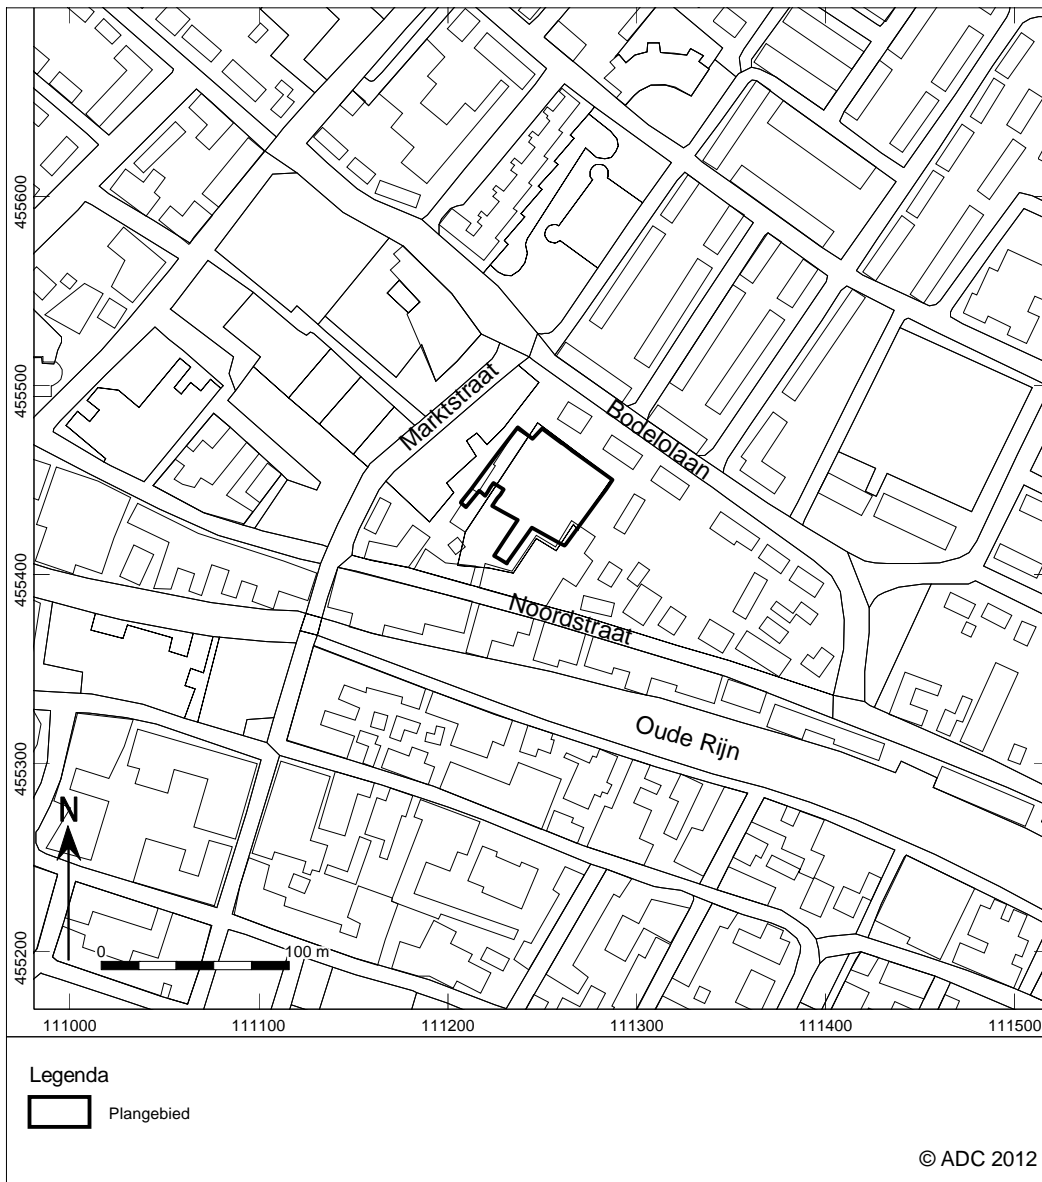 455600
455500
455400
455300
455200
Marktstraat
Bodelolaan
Noordstraat
Oude Rijn
N
0 100 m
111000 111100 111200 111300 111400 111500
Legenda
Plangebied
© ADC 2012